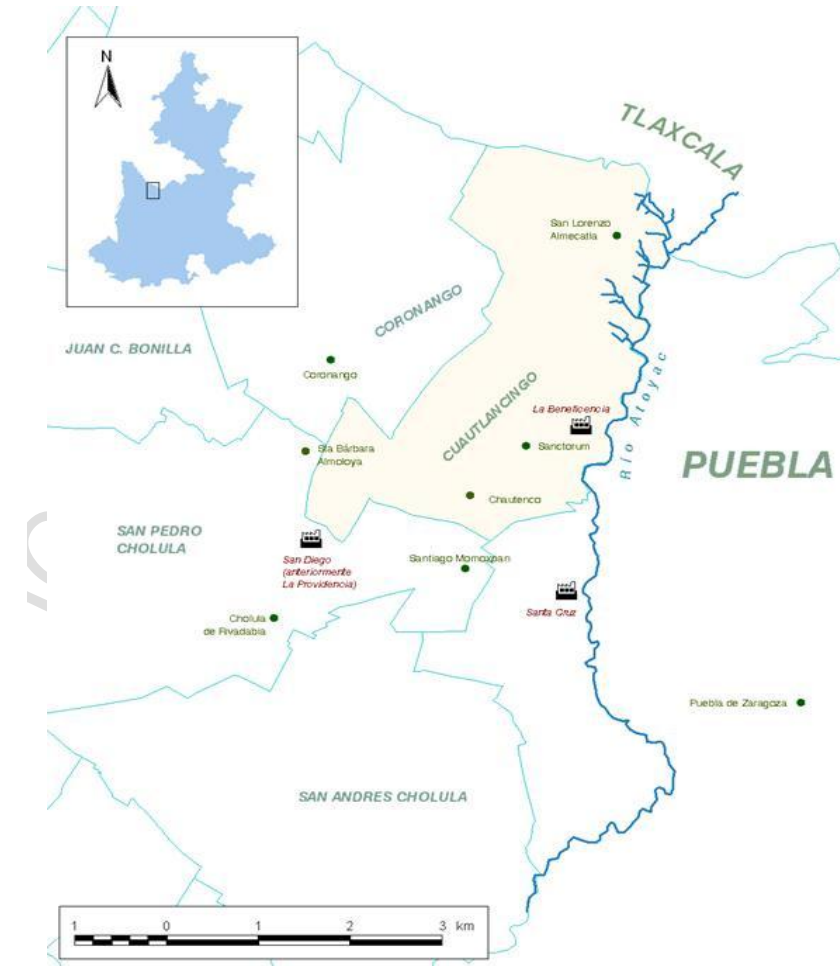 N
TLAXCALA
San Lorenzo
Almecatla
CORONANGO
JUAN C. BONILLA
Coronango
CUAUTLANCINGO
La Beneficencia
Río Atoyac
Sta Bárbara
Almoloya
Sanctorum
PUEBLA
Chautenco
SAN PEDRO
CHOLULA
San Diego
(anteriormente
La Providencia)
Santiago Momoxpan
Santa Cruz
Cholula
de Rivadabia
Puebla de Zaragoza
SAN ANDRES CHOLULA
1 0 1 2 3 km